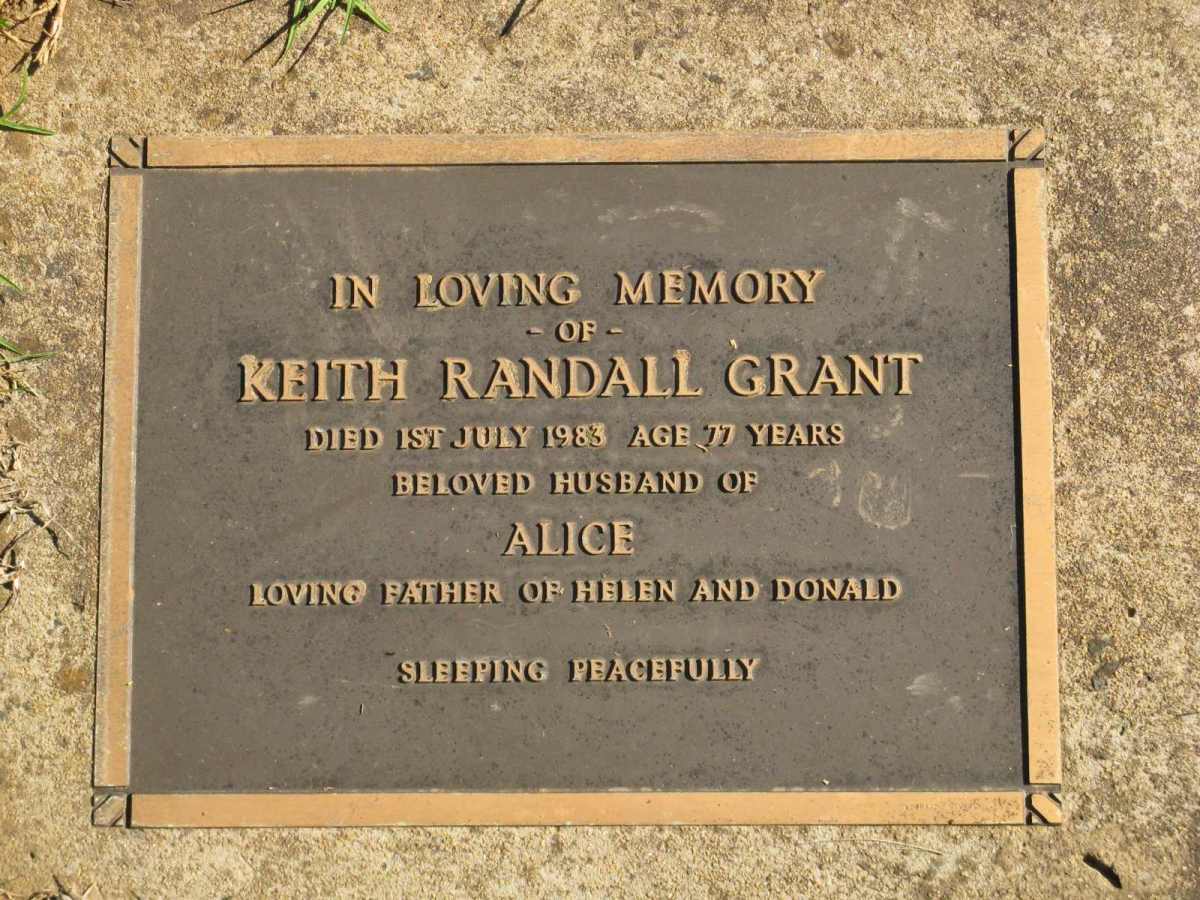 IN LOVING MEMORY
- OF -
KEITH RANDALL GRANT
DIED 1ST JULY 1983 AGE 77 YEARS
BELOVED HUSBAND OF
ALICE
LOVING FATHER OF HELEN AND DONALD
SLEEPING PEACEFULLY